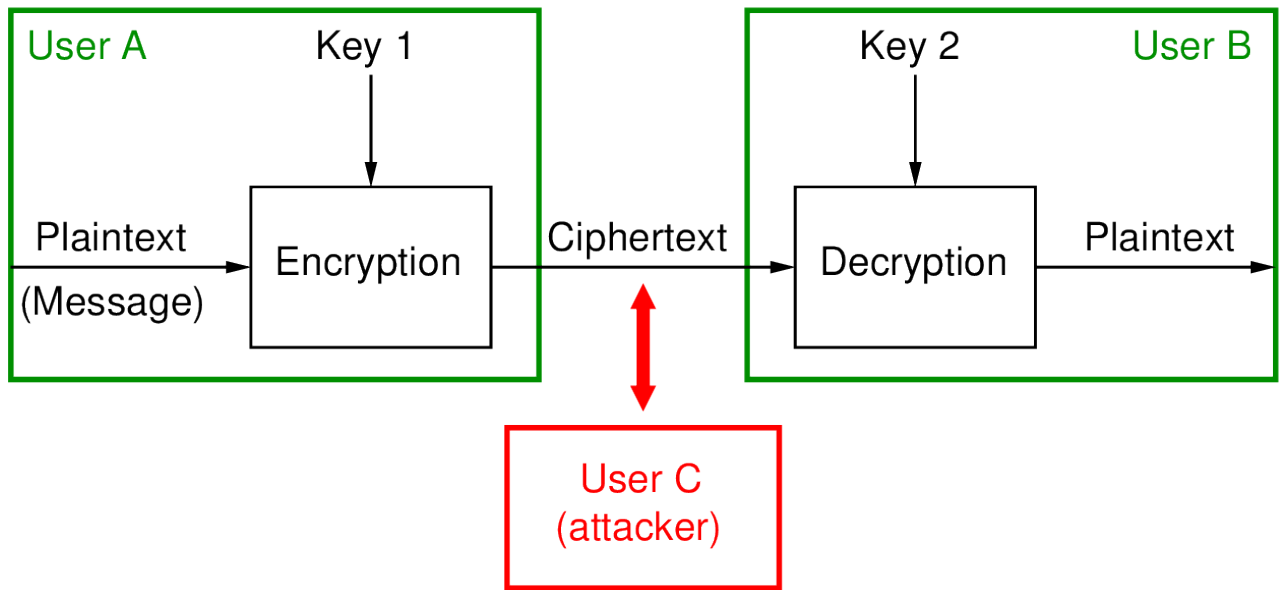 User A
Key 1
Key 2
User B
Plaintext
(Message)
Encryption
Ciphertext
Decryption
Plaintext
User C
(attacker)